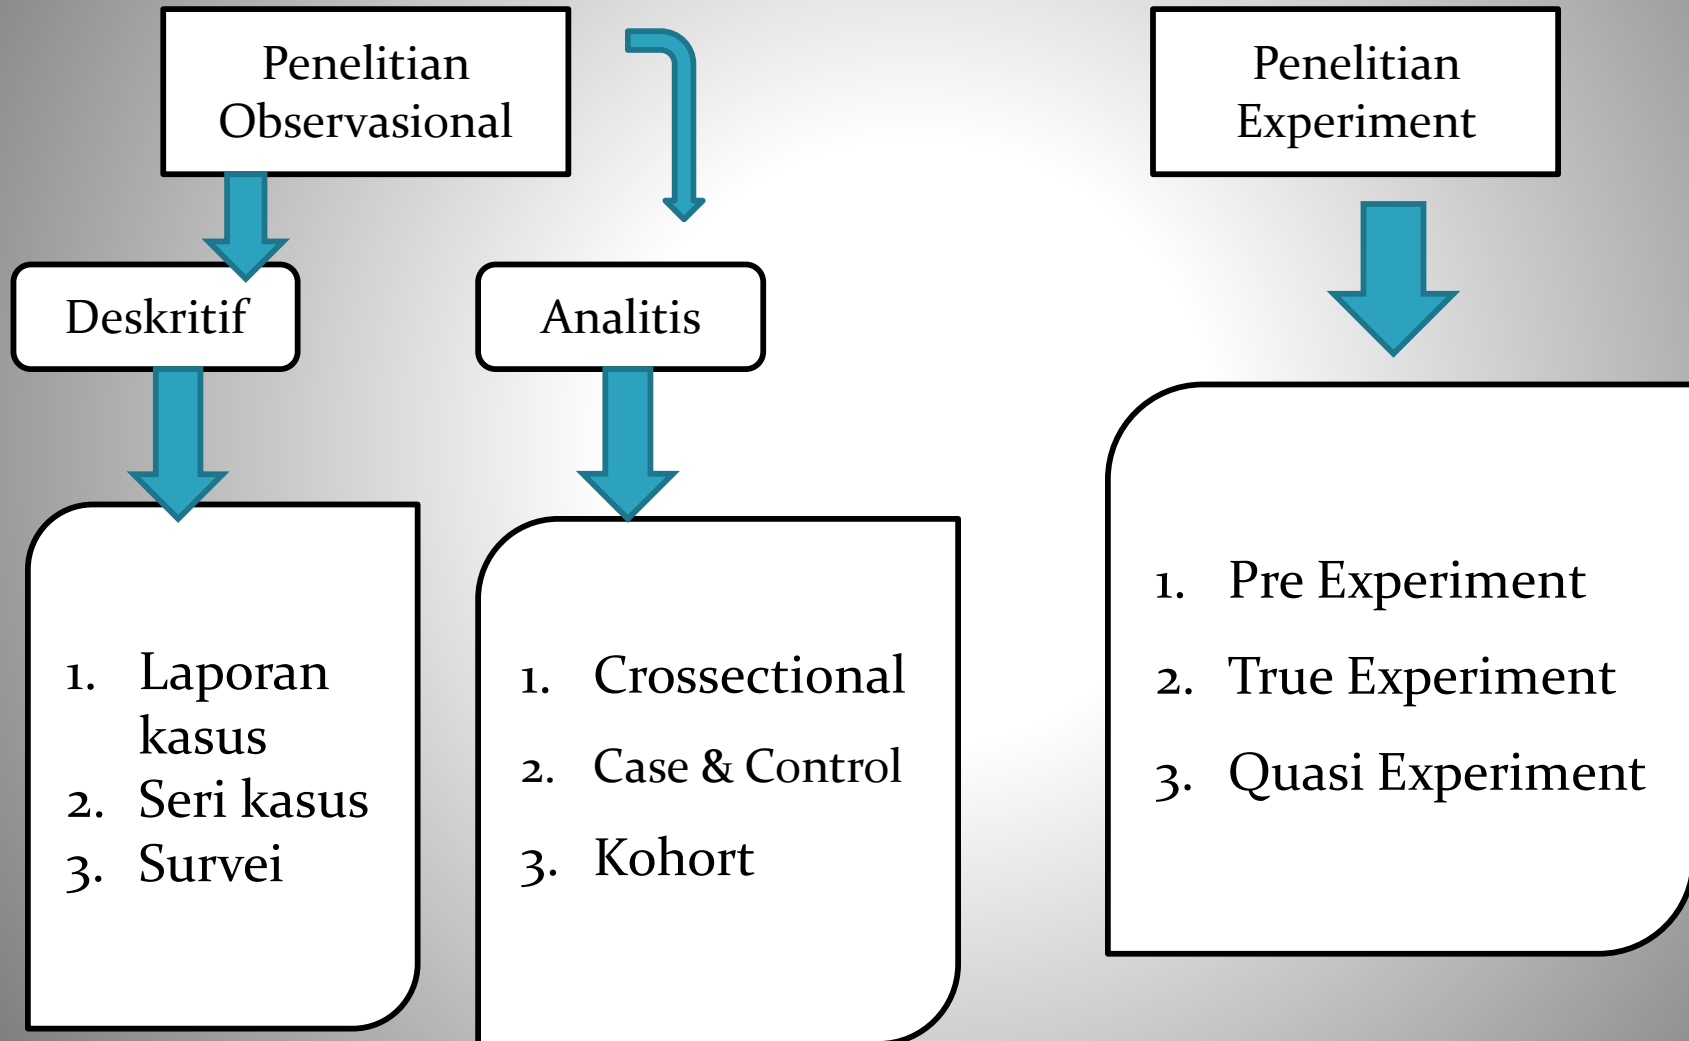 Penelitian
Observasional
Penelitian
Experiment
Deskritif
Analitis
1. Laporan
kasus
2. Seri kasus
3. Survei
1. Crossectional
2. Case & Control
3. Kohort
1. Pre Experiment
2. True Experiment
3. Quasi Experiment